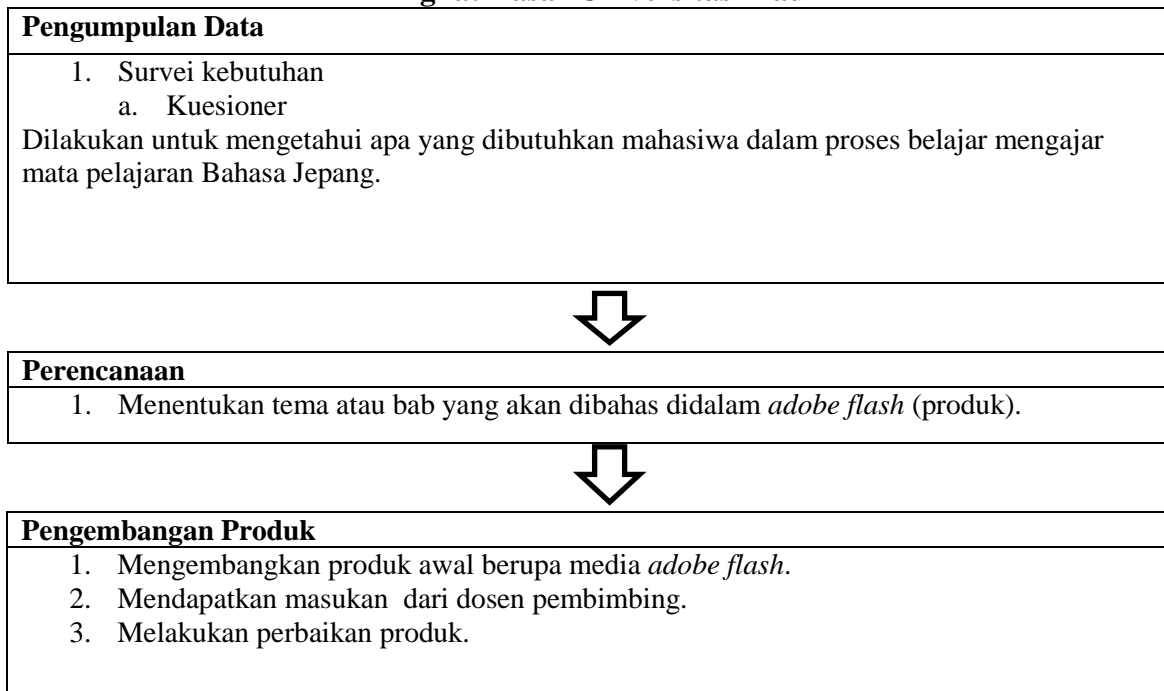 Pengumpulan Data
1. Survei kebutuhan
a. Kuesioner
Dilakukan untuk mengetahui apa yang dibutuhkan mahasiwa dalam proses belajar mengajar
mata pelajaran Bahasa Jepang.
Perencanaan
1. Menentukan tema atau bab yang akan dibahas didalam adobe flash (produk).
Pengembangan Produk
1. Mengembangkan produk awal berupa media adobe flash.
2. Mendapatkan masukan dari dosen pembimbing.
3. Melakukan perbaikan produk.